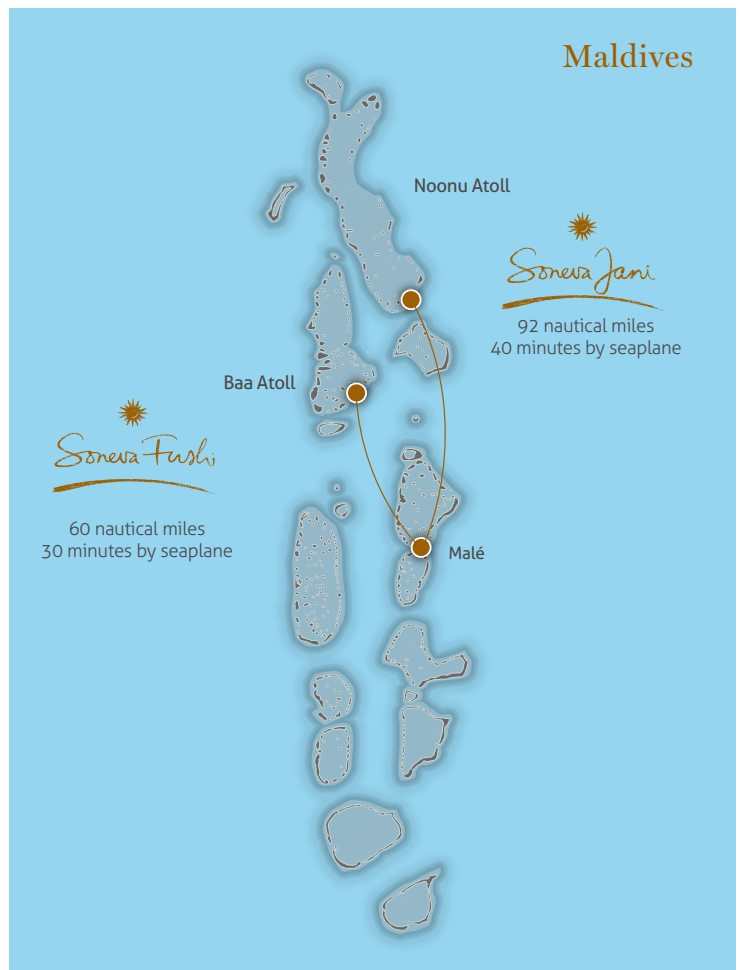 Maldives
Noonu Atoll
Soneva Jani
92 nautical miles
40 minutes by seaplane
Baa Atoll
Soneva Fushi
60 nautical miles
30 minutes by seaplane
Malé